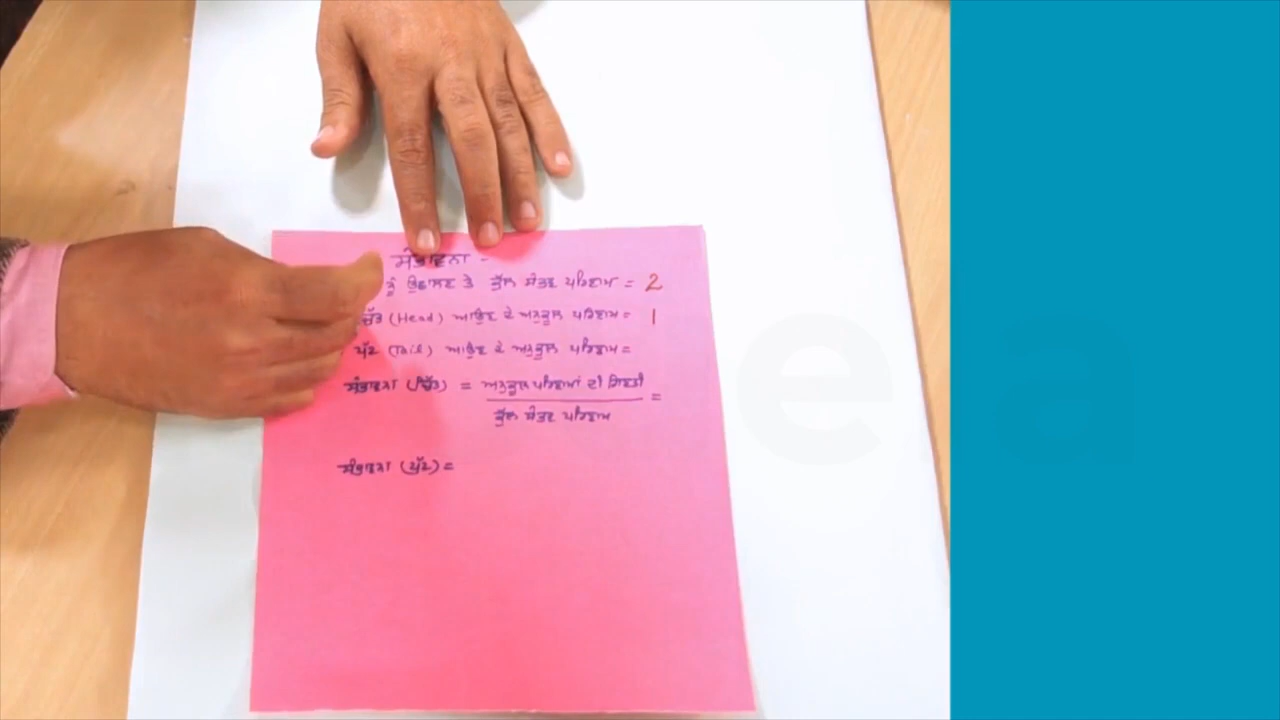 ਸੰਭਾਵਨਾ -
ਨੂੰ ਉਛਾਲਣ ਤੇ ਕੁੱਲ ਸੰਭਵ ਪਰਿਣਾਮ = 2
ਚਿੱਤ (Head) ਆਉਣ ਦੇ ਅਨੁਕੂਲ ਪਰਿਣਾਮ = 1
ਪੱਟ (Tail) ਆਉਣ ਦੇ ਅਨੁਕੂਲ ਪਰਿਣਾਮ =
ਸੰਭਾਵਨਾ (ਚਿੱਤ) = ਅਨੁਕੂਲ ਪਰਿਣਾਮਾਂ ਦੀ ਗਿਣਤੀ =
ਕੁੱਲ ਸੰਭਵ ਪਰਿਣਾਮ
ਸੰਭਾਵਨਾ (ਪੱਟ) =